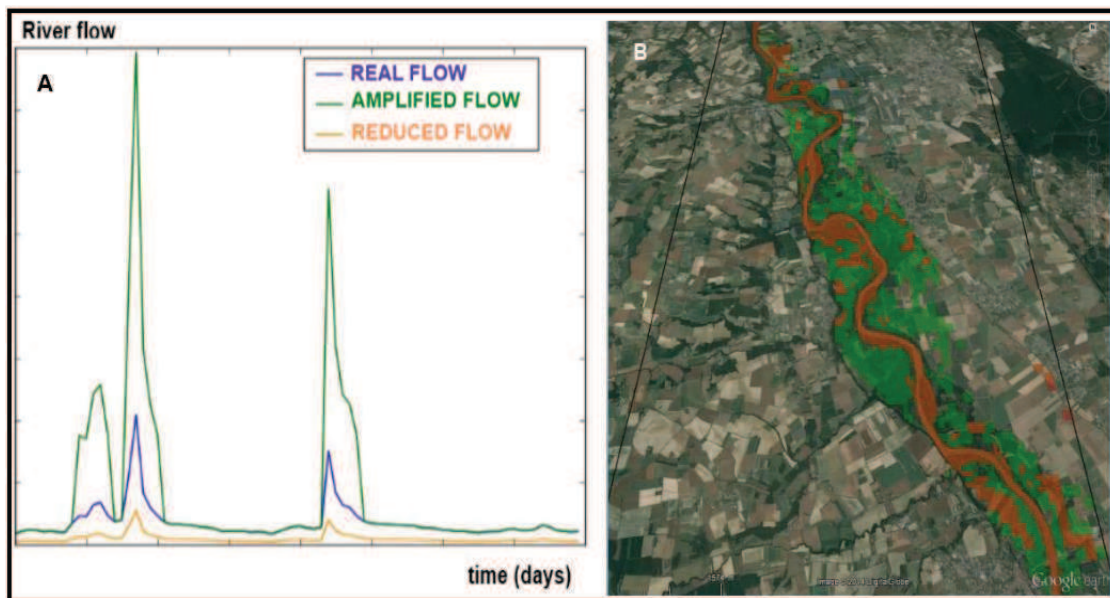 River flow
A
REAL FLOW
AMPLIFIED FLOW
REDUCED FLOW
time (days)
B
Google earth